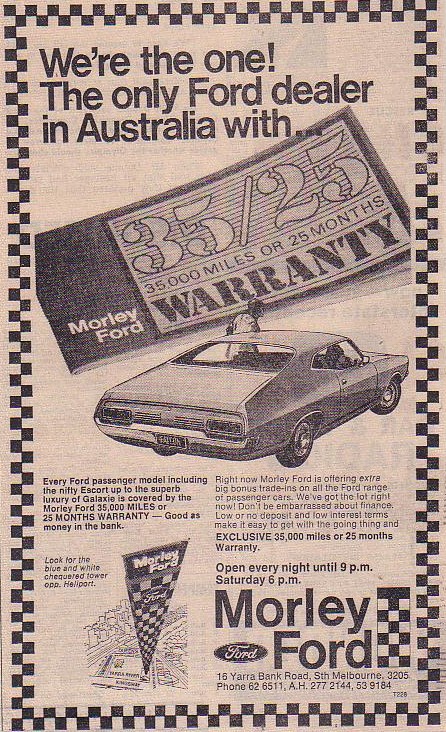 We're the one!
The only Ford dealer
in Australia with...
35/25
35,000 MILES OR 25 MONTHS
WARRANTY
Morley
Ford
FALCON
Every Ford passenger model including
the nifty Escort up to the superb
luxury of Galaxie is covered by the
Morley Ford 35,000 MILES or
25 MONTHS WARRANTY — Good as
money in the bank.
Right now Morley Ford is offering extra
big bonus trade-ins on all the Ford range
of passenger cars. We've got the lot right
now! Don't be embarrassed about finance.
Low or no deposit and low interest terms
make it easy to get with the going thing and
EXCLUSIVE 35,000 miles or 25 months
Warranty.
Look for the
blue and white
chequered tower
opp. Heliport.
Morley
Ford
Ford
YARRA RIVER
KINGSWAY
Open every night until 9 p.m.
Saturday 6 p.m.
Morley
Ford Ford
16 Yarra Bank Road, Sth Melbourne, 3205
Phone 62 6511, A.H. 277 2144, 53 9184
T228